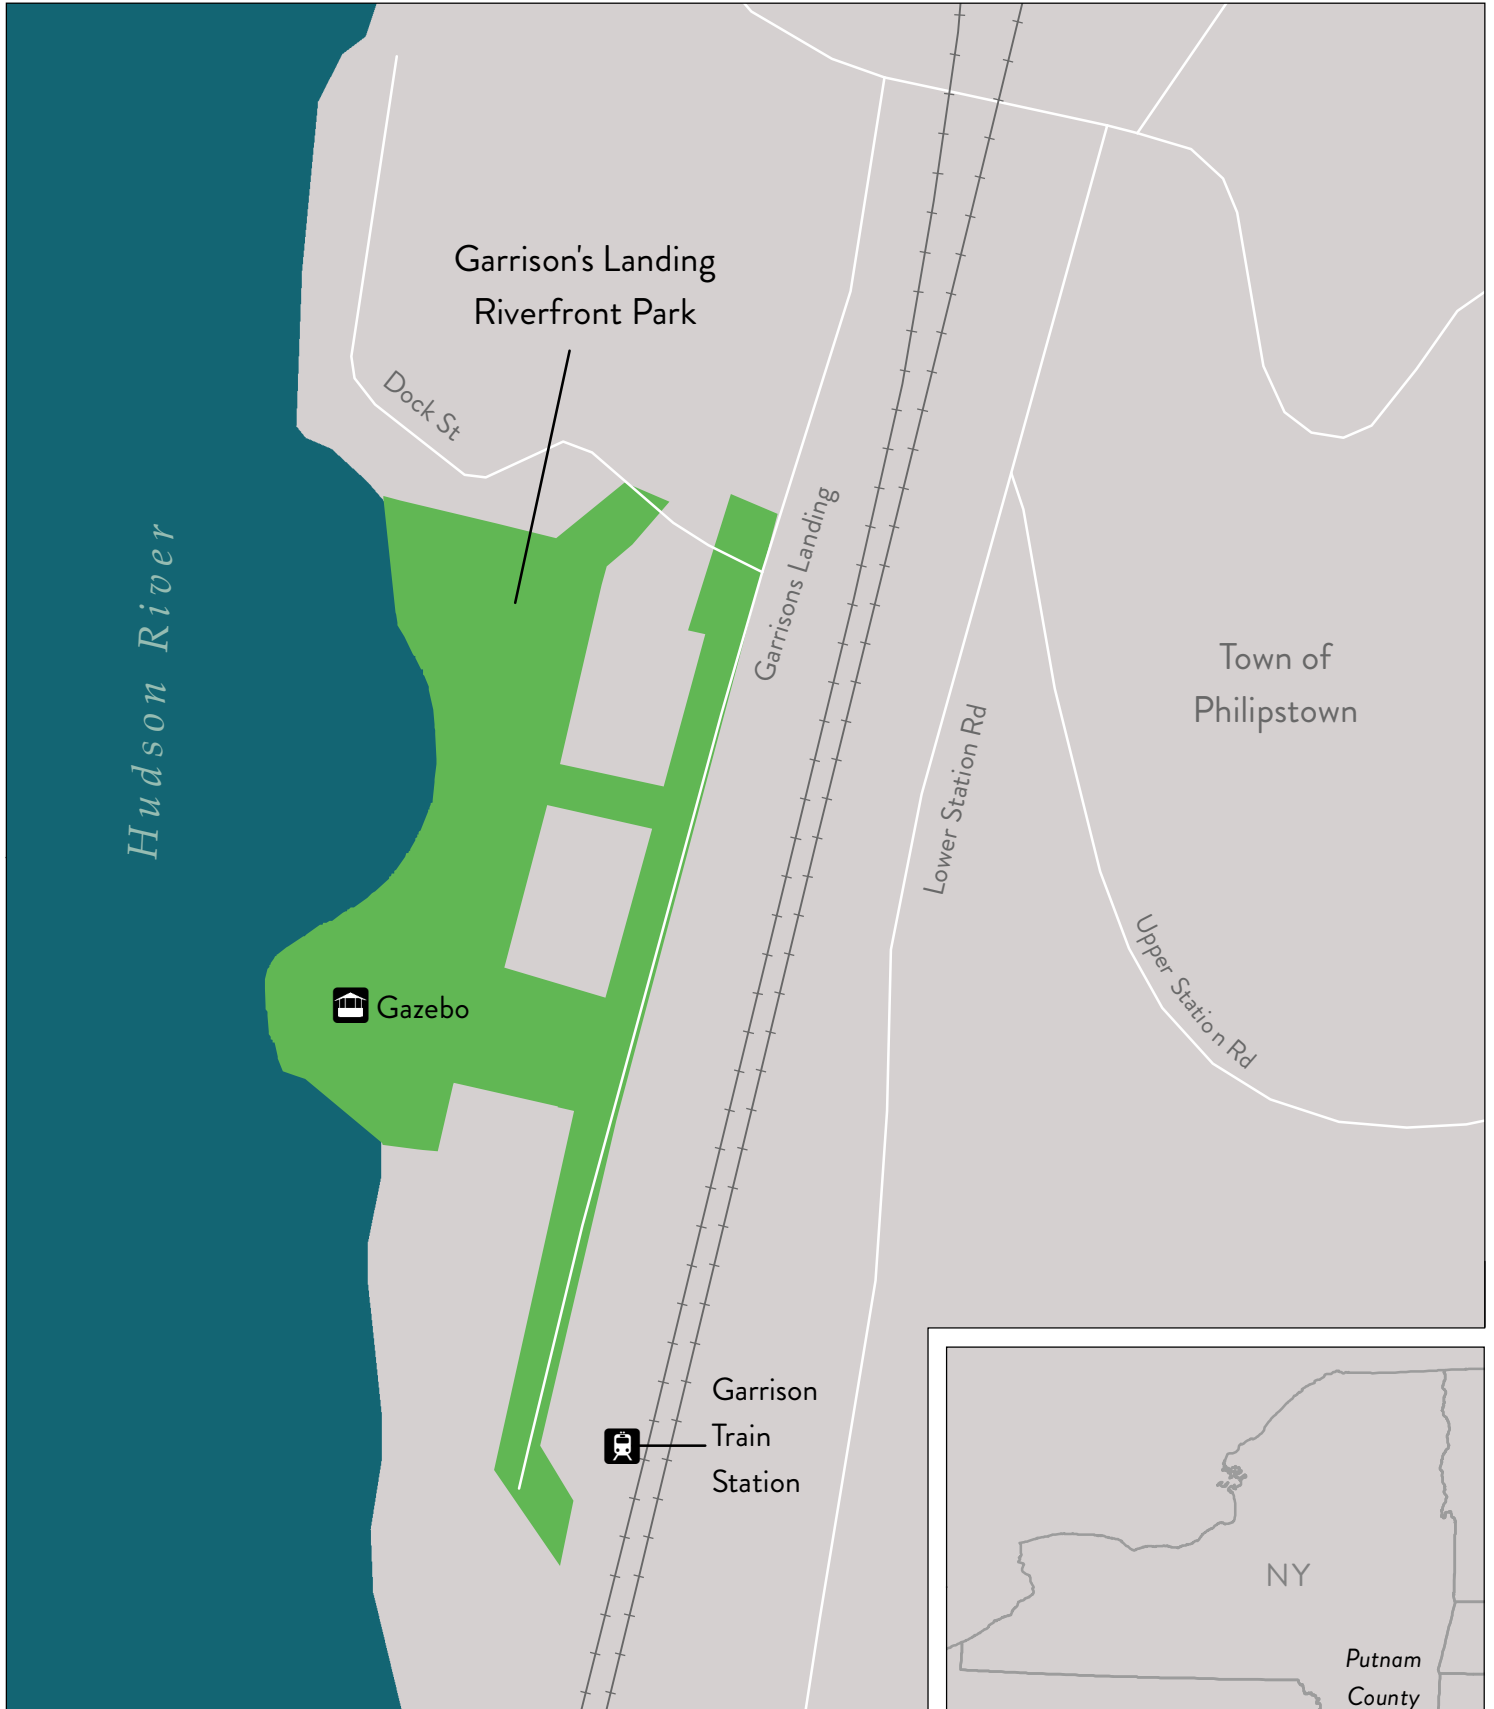 Garrison's Landing
Riverfront Park
Dock St
Hudson River
Garrisons Landing
Town of
Philipstown
Lower Station Rd
Upper Station Rd
Gazebo
Garrison
Train
Station
NY
Putnam
County